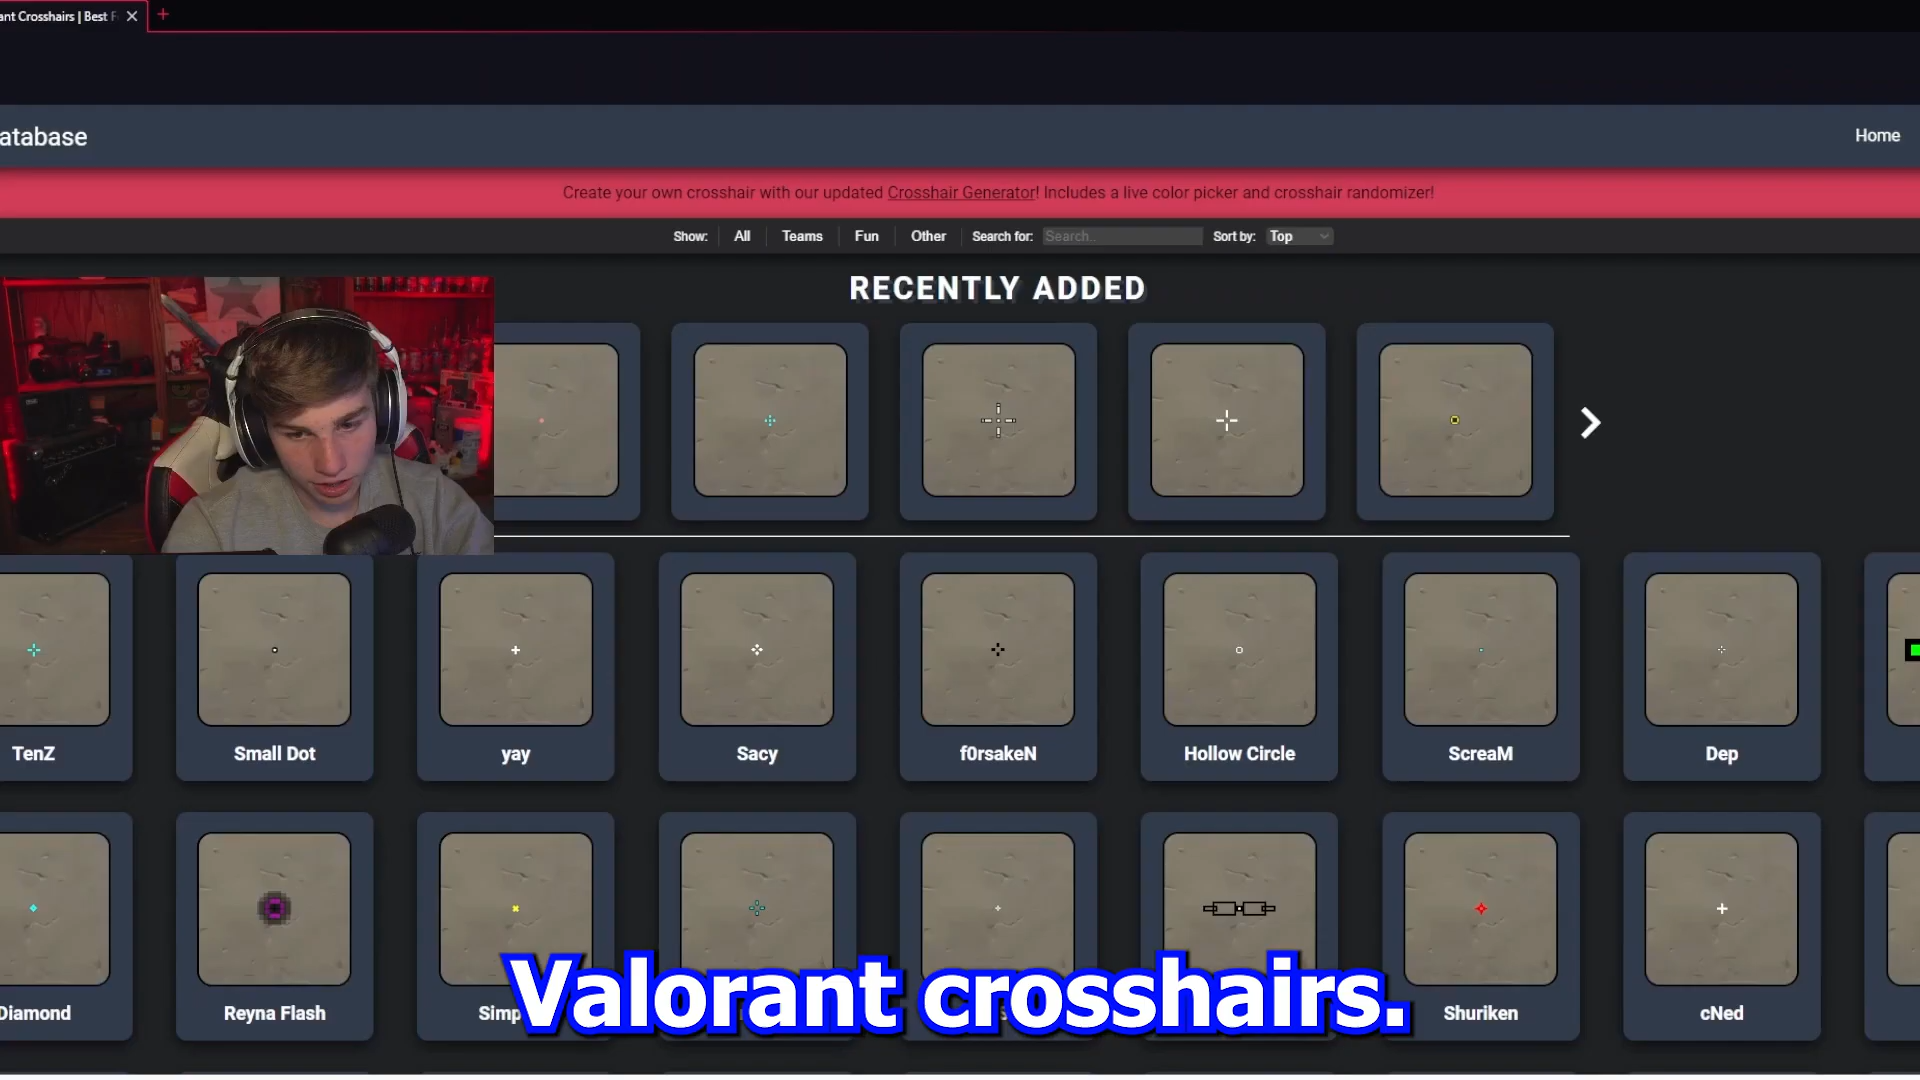 ant Crosshairs | Best F
atabase
Home
Create your own crosshair with our updated Crosshair Generator! Includes a live color picker and crosshair randomizer!
Show: All Teams Fun Other Search for: Search.. Sort by: Top
RECENTLY ADDED
TenZ Small Dot yay Sacy f0rsakeN Hollow Circle ScreaM Dep
Diamond Reyna Flash Simp Shuriken cNed
Valorant crosshairs.